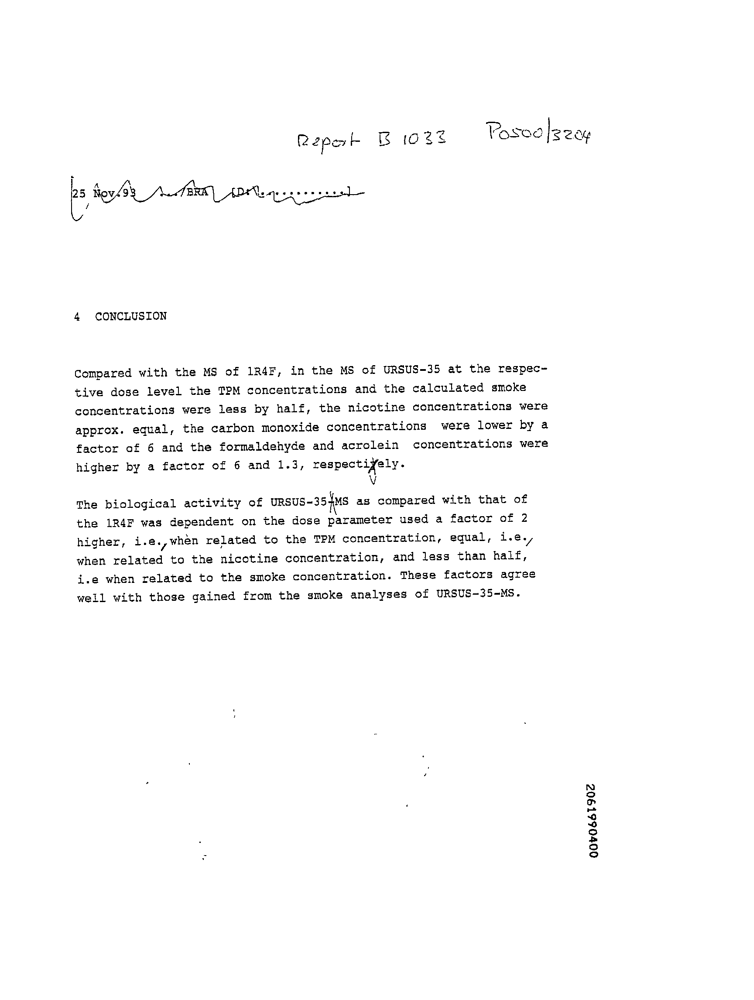 Report B 1033 P0500/3204
25 Nov.93 /BRA
4 CONCLUSION
Compared with the MS of 1R4F, in the MS of URSUS-35 at the respec-
tive dose level the TPM concentrations and the calculated smoke
concentrations were less by half, the nicotine concentrations were
approx. equal, the carbon monoxide concentrations were lower by a
factor of 6 and the formaldehyde and acrolein concentrations were
higher by a factor of 6 and 1.3, respectively.
The biological activity of URSUS-35-MS as compared with that of
the 1R4F was dependent on the dose parameter used a factor of 2
higher, i.e., when related to the TPM concentration, equal, i.e.,
when related to the nicotine concentration, and less than half,
i.e when related to the smoke concentration. These factors agree
well with those gained from the smoke analyses of URSUS-35-MS.
2061990400